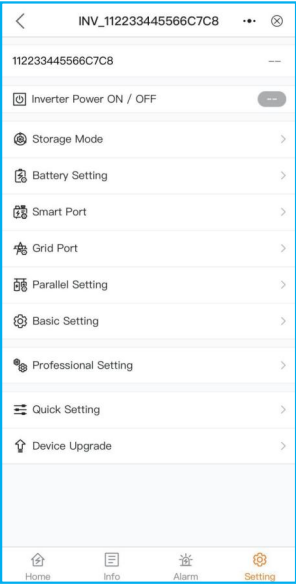 INV_112233445566C7C8
112233445566C7C8 --
Inverter Power ON / OFF --
Storage Mode
Battery Setting
Smart Port
Grid Port
Parallel Setting
Basic Setting
Professional Setting
Quick Setting
Device Upgrade
Home Info Alarm Setting